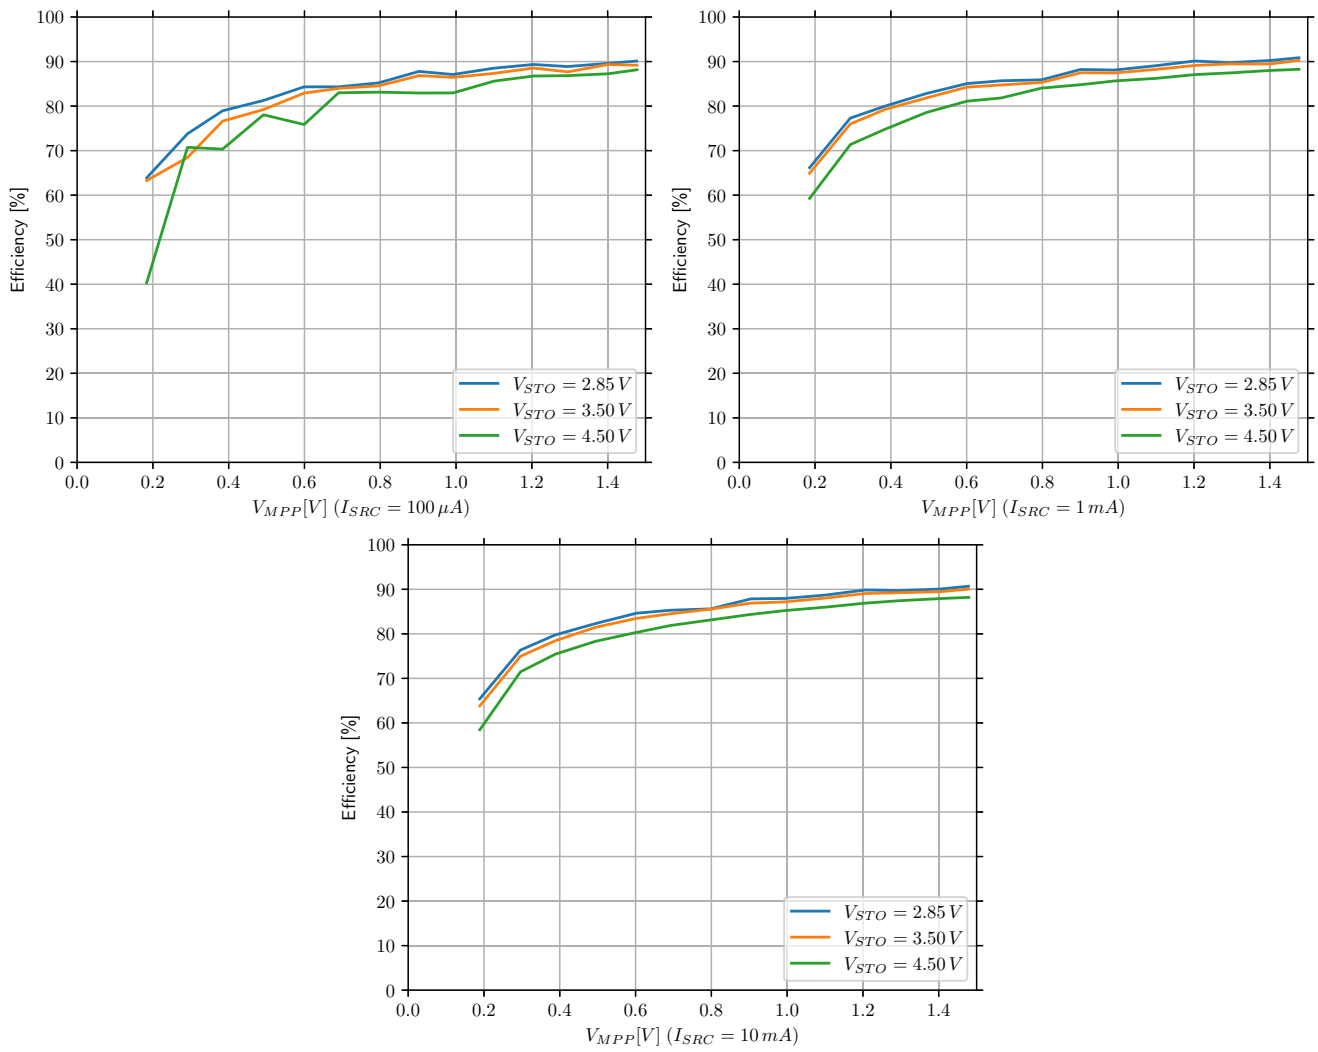 100
90
80
70
60
50
40
30
20
10
0
Efficiency [%]
V_STO = 2.85 V
V_STO = 3.50 V
V_STO = 4.50 V
0.0 0.2 0.4 0.6 0.8 1.0 1.2 1.4
V_MPP[V] (I_SRC = 100 μA)
100
90
80
70
60
50
40
30
20
10
0
Efficiency [%]
V_STO = 2.85 V
V_STO = 3.50 V
V_STO = 4.50 V
0.0 0.2 0.4 0.6 0.8 1.0 1.2 1.4
V_MPP[V] (I_SRC = 1 mA)
100
90
80
70
60
50
40
30
20
10
0
Efficiency [%]
V_STO = 2.85 V
V_STO = 3.50 V
V_STO = 4.50 V
0.0 0.2 0.4 0.6 0.8 1.0 1.2 1.4
V_MPP[V] (I_SRC = 10 mA)